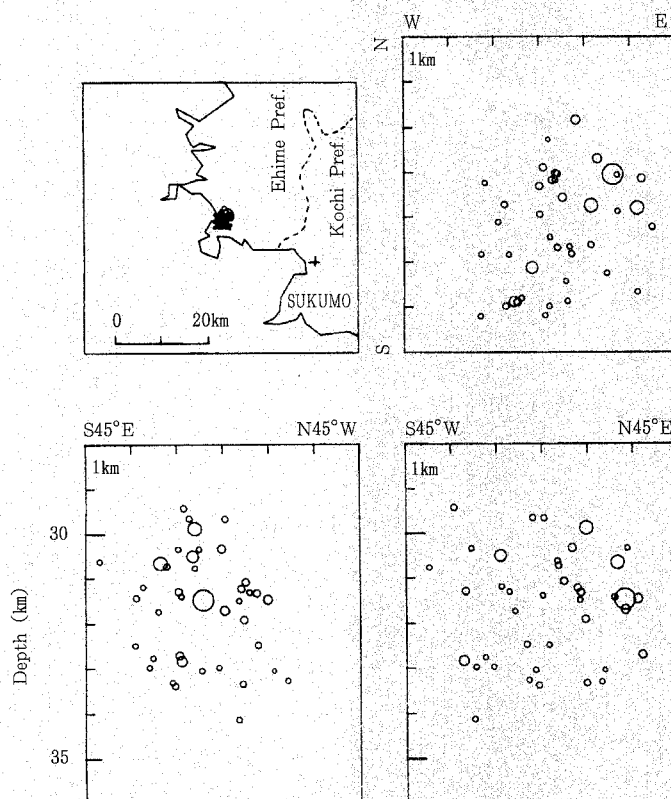 W E
N
1km
Ehime Pref.
Kochi Pref.
SUKUMO
0 20km
S
S45°E N45°W
S45°W N45°E
1km
1km
30
Depth (km)
35